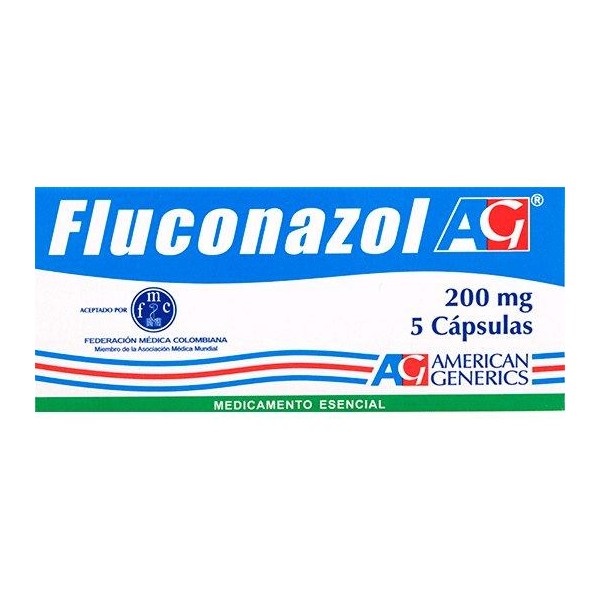 Fluconazol AG®
200 mg
5 Cápsulas
ACEPTADO POR
f m c
FEDERACIÓN MÉDICA COLOMBIANA
Miembro de la Asociación Médica Mundial
AG AMERICAN
GENERICS
MEDICAMENTO ESENCIAL